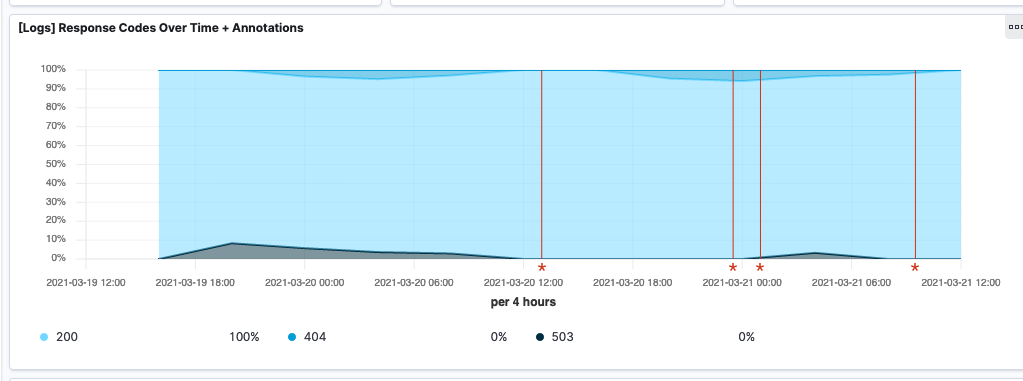 [Logs] Response Codes Over Time + Annotations
100%
90%
80%
70%
60%
50%
40%
30%
20%
10%
0%
2021-03-19 12:00 2021-03-19 18:00 2021-03-20 00:00 2021-03-20 06:00 2021-03-20 12:00 2021-03-20 18:00 2021-03-21 00:00 2021-03-21 06:00 2021-03-21 12:00
per 4 hours
200 100% 404 0% 503 0%